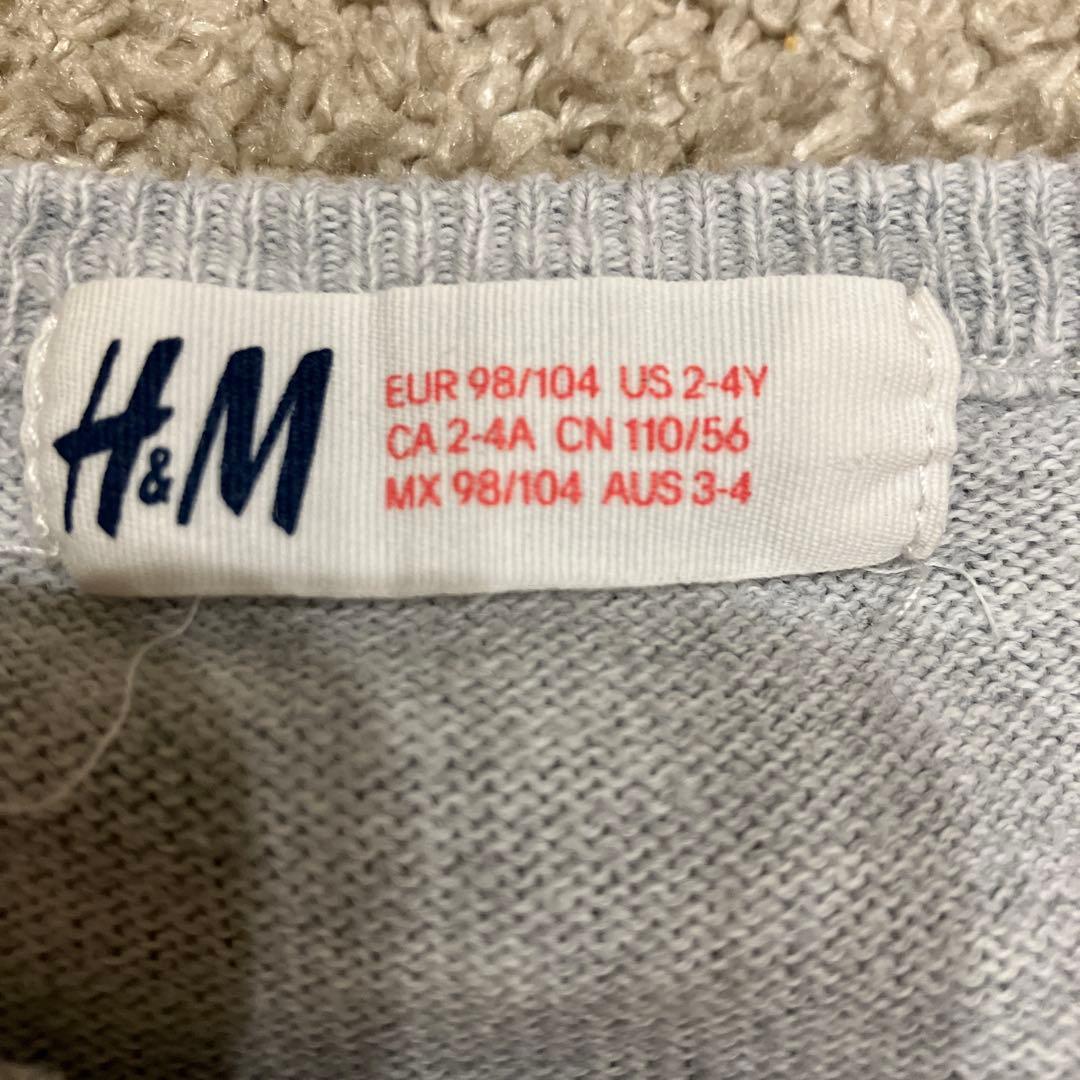 H&M
EUR 98/104 US 2-4Y
CA 2-4A CN 110/56
MX 98/104 AUS 3-4